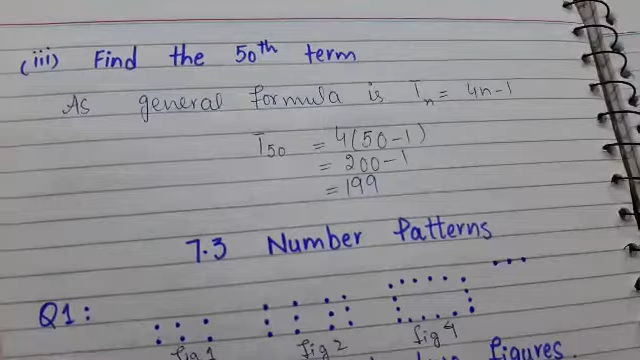 (iii) Find the 50th term
As general formula is Tn = 4n-1
T50 = 4(50-1)
= 200-1
= 199
7.3 Number Patterns
Q1:
fig 1 fig 2 fig 4
figures